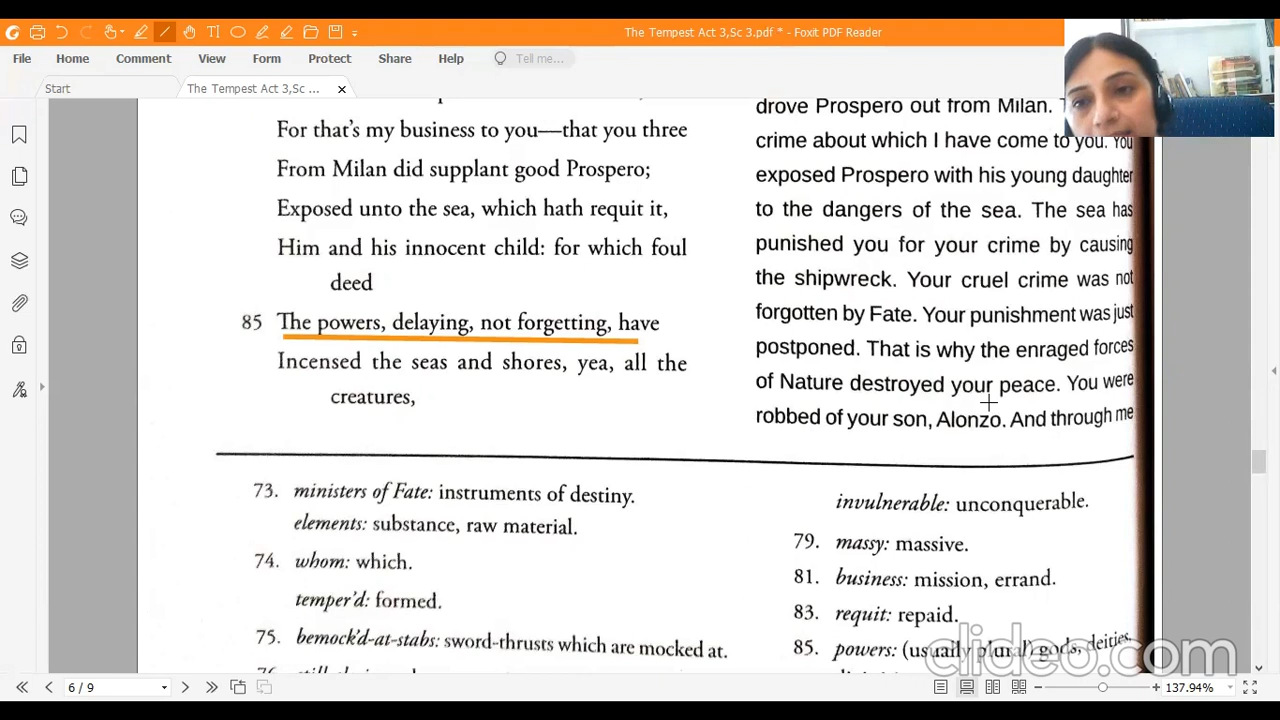 The Tempest Act 3,Sc 3.pdf * - Foxit PDF Reader
File Home Comment View Form Protect Share Help Tell me...
Start The Tempest Act 3,Sc ...
For that's my business to you—that you three
From Milan did supplant good Prospero;
Exposed unto the sea, which hath requit it,
Him and his innocent child: for which foul
deed
85 The powers, delaying, not forgetting, have
Incensed the seas and shores, yea, all the
creatures,
drove Prospero out from Milan.
crime about which I have come to you. You
exposed Prospero with his young daughter
to the dangers of the sea. The sea has
punished you for your crime by causing
the shipwreck. Your cruel crime was not
forgotten by Fate. Your punishment was just
postponed. That is why the enraged forces
of Nature destroyed your peace. You were
robbed of your son, Alonzo. And through me
73. ministers of Fate: instruments of destiny.
elements: substance, raw material.
74. whom: which.
temper'd: formed.
75. bemock'd-at-stabs: sword-thrusts which are mocked at.
invulnerable: unconquerable.
79. massy: massive.
81. business: mission, errand.
83. requit: repaid.
85. powers: (usually plural) gods, deities,
clideo.com
6 / 9
137.94%